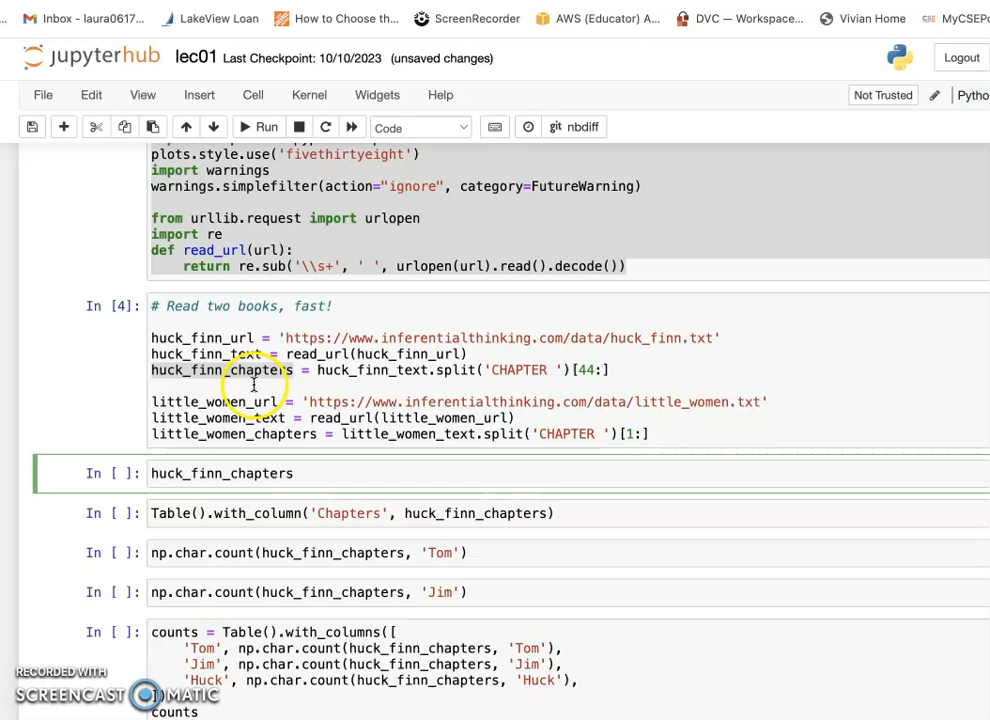 Inbox - laura0617... LakeView Loan How to Choose the... ScreenRecorder AWS (Educator) A... DVC — Workspace... Vivian Home CSE MyCSEPo
jupyterhub lec01 Last Checkpoint: 10/10/2023 (unsaved changes) Logout
File Edit View Insert Cell Kernel Widgets Help Not Trusted Pytho
Run Code git nbdiff
plots.style.use('fivethirtyeight')
import warnings
warnings.simplefilter(action="ignore", category=FutureWarning)
from urllib.request import urlopen
import re
def read_url(url):
return re.sub('\\s+', ' ', urlopen(url).read().decode())
In [4]: # Read two books, fast!
huck_finn_url = 'https://www.inferentialthinking.com/data/huck_finn.txt'
huck_finn_text = read_url(huck_finn_url)
huck_finn_chapters = huck_finn_text.split('CHAPTER ')[44:]
little_women_url = 'https://www.inferentialthinking.com/data/little_women.txt'
little_women_text = read_url(little_women_url)
little_women_chapters = little_women_text.split('CHAPTER ')[1:]
In [ ]: huck_finn_chapters
In [ ]: Table().with_column('Chapters', huck_finn_chapters)
In [ ]: np.char.count(huck_finn_chapters, 'Tom')
In [ ]: np.char.count(huck_finn_chapters, 'Jim')
In [ ]: counts = Table().with_columns([
'Tom', np.char.count(huck_finn_chapters, 'Tom'),
'Jim', np.char.count(huck_finn_chapters, 'Jim'),
'Huck', np.char.count(huck_finn_chapters, 'Huck'),
counts
RECORDED WITH
SCREENCAST MATIC